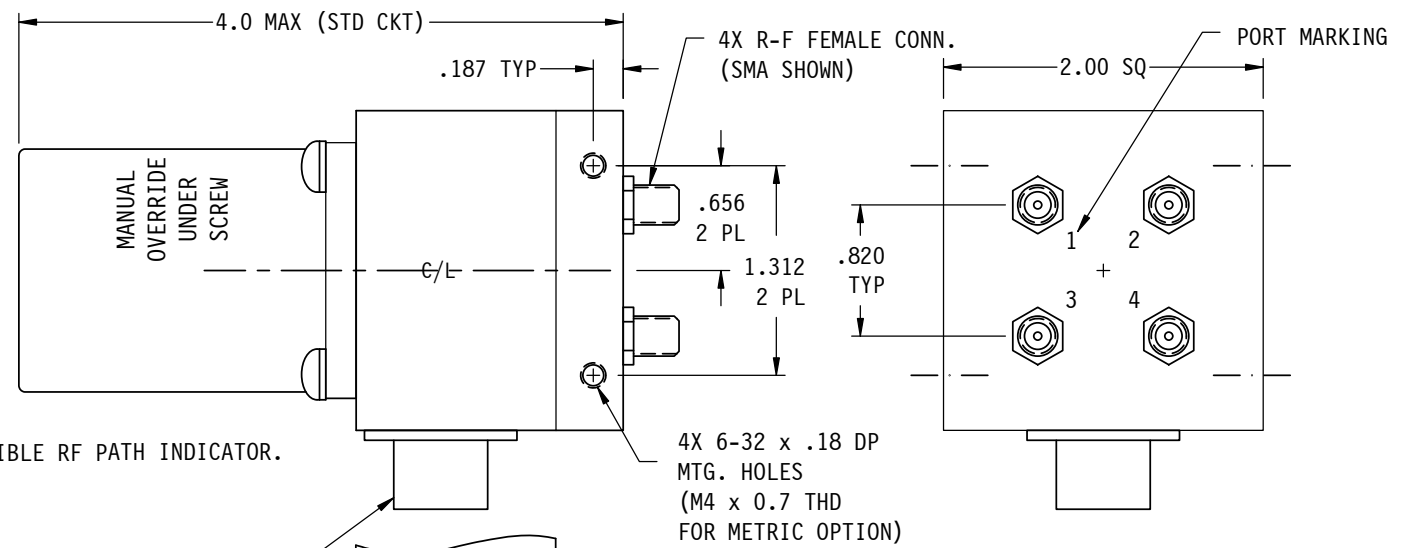 4.0 MAX (STD CKT)
.187 TYP
4X R-F FEMALE CONN.
(SMA SHOWN)
PORT MARKING
2.00 SQ
MANUAL
OVERRIDE
UNDER
SCREW
C/L
.656
2 PL
1.312
2 PL
.820
TYP
1 2
3 4
IBLE RF PATH INDICATOR.
4X 6-32 x .18 DP
MTG. HOLES
(M4 x 0.7 THD
FOR METRIC OPTION)